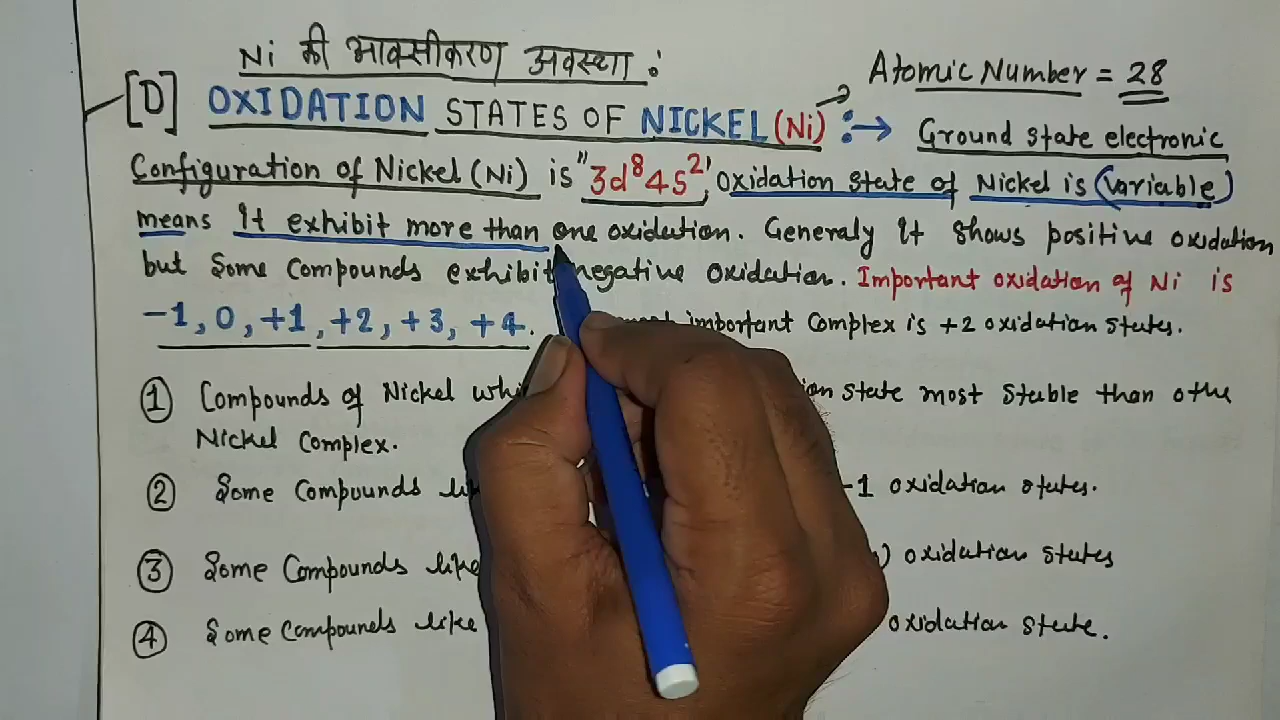 Ni की आक्सीकरण अवस्था :
Atomic Number = 28
[D] OXIDATION STATES OF NICKEL (Ni) :→ Ground state electronic
Configuration of Nickel (Ni) is "3d⁸4s²", Oxidation state of Nickel is (variable)
means It exhibit more than one oxidation. Generaly It shows positive oxidation
but Some Compounds exhibit negative oxidation. Important oxidation of Ni is
-1, 0, +1, +2, +3, +4. important Complex is +2 oxidation states.
① Compounds of Nickel state most stable than othe
Nickel Complex.
② Some Compounds -1 oxidation states.
③ Some Compounds like oxidation states
④ Some Compounds like oxidation state.